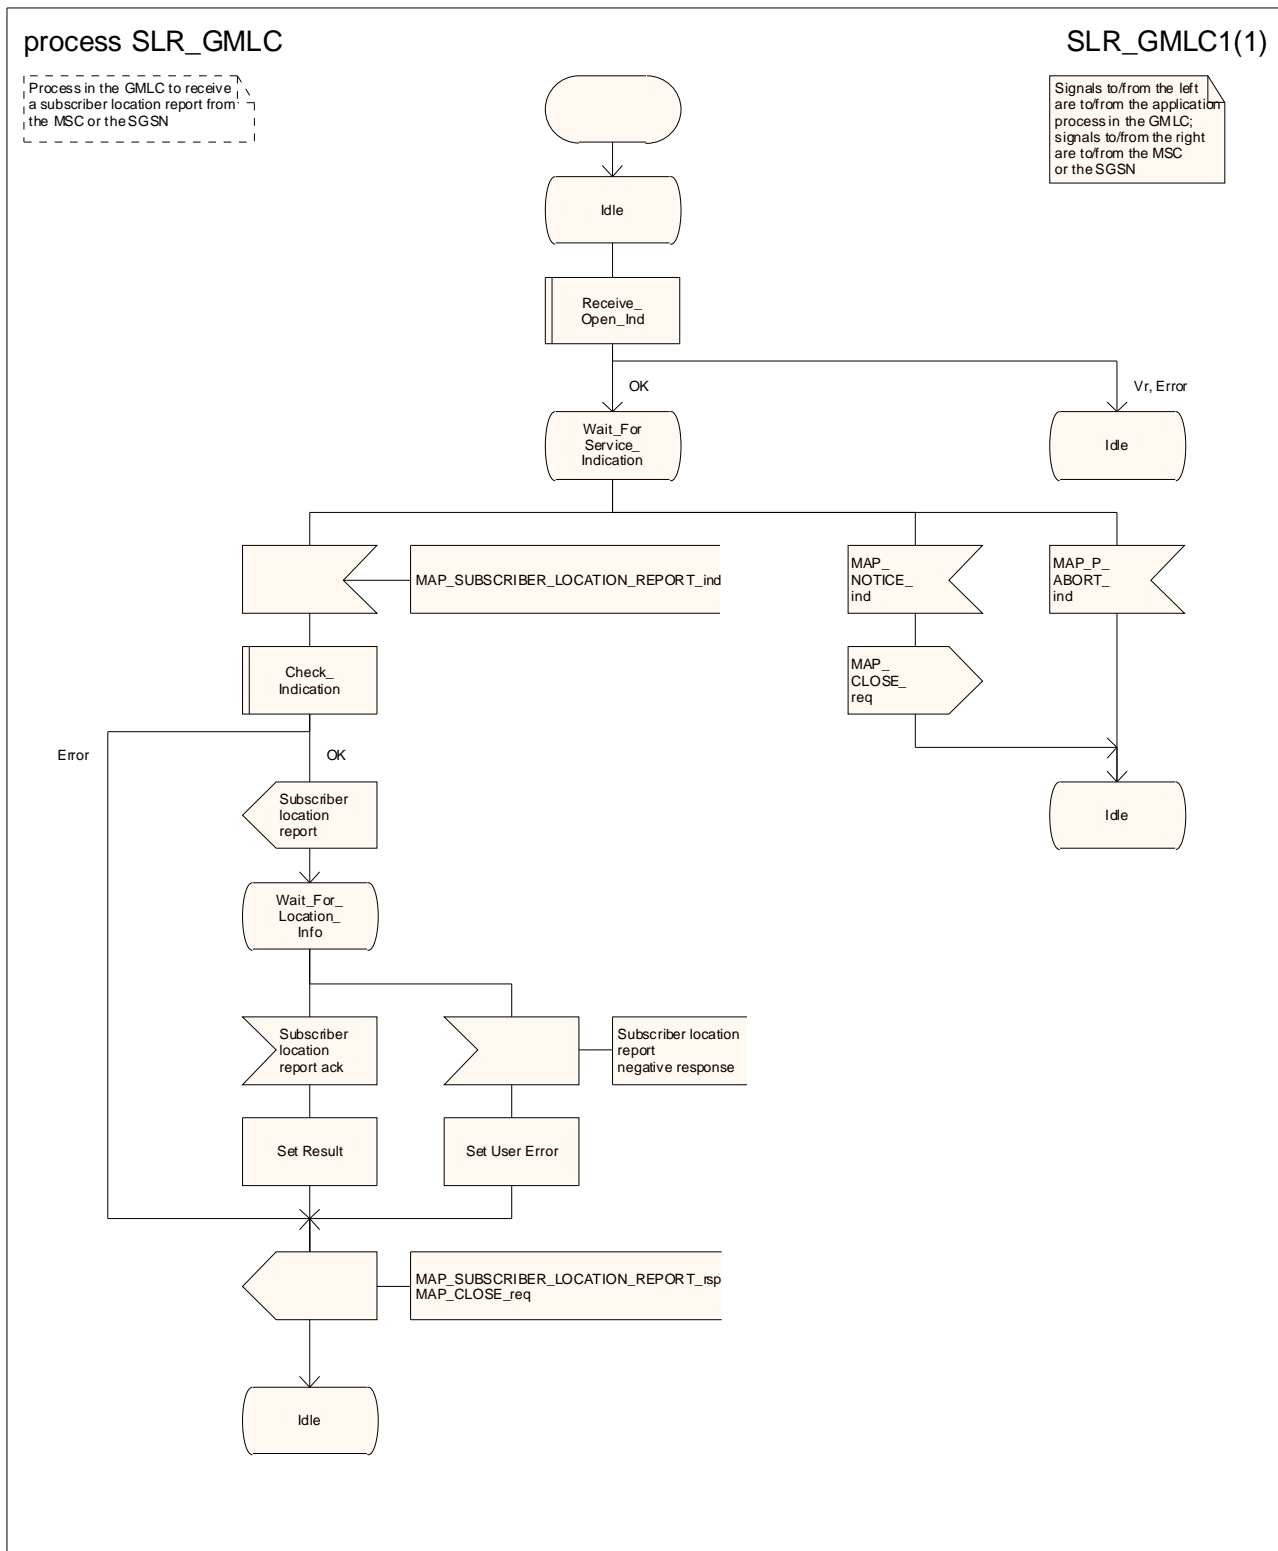 process SLR_GMLC
SLR_GMLC1(1)
Process in the GMLC to receive
a subscriber location report from
the MSC or the SGSN
Signals to/from the left
are to/from the application
process in the GMLC;
signals to/from the right
are to/from the MSC
or the SGSN
Idle
Receive_
Open_Ind
OK
Vr, Error
Wait_For
Service_
Indication
Idle
MAP_SUBSCRIBER_LOCATION_REPORT_ind
MAP_
NOTICE_
ind
MAP_P_
ABORT_
ind
Check_
Indication
MAP_
CLOSE_
req
Error
OK
Subscriber
location
report
Idle
Wait_For_
Location_
Info
Subscriber
location
report ack
Subscriber location
report
negative response
Set Result
Set User Error
MAP_SUBSCRIBER_LOCATION_REPORT_rsp
MAP_CLOSE_req
Idle